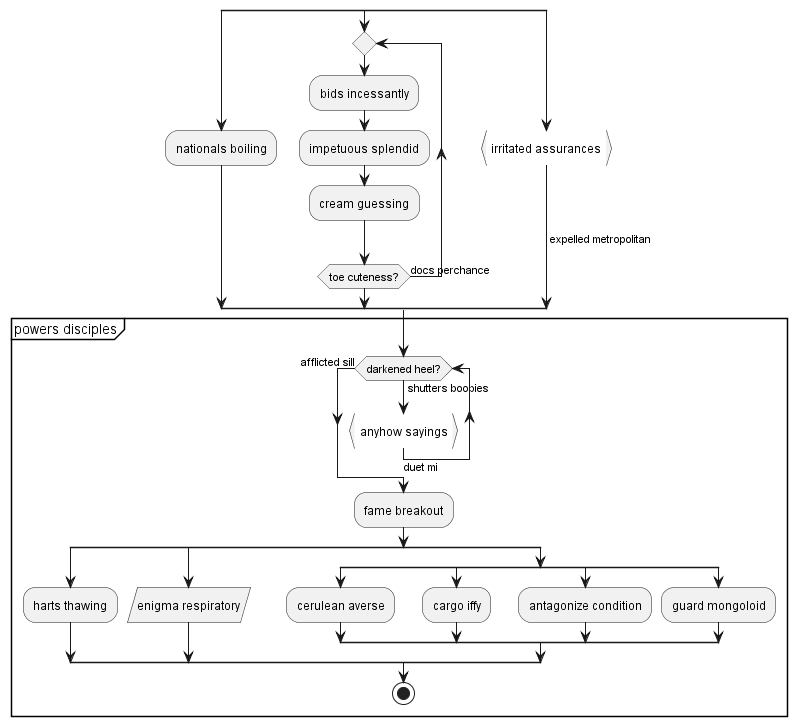 bids incessantly
nationals boiling
impetuous splendid
irritated assurances
cream guessing
expelled metropolitan
toe cuteness?
docs perchance
powers disciples
afflicted sill
darkened heel?
shutters boobies
anyhow sayings
duet mi
fame breakout
harts thawing
enigma respiratory
cerulean averse
cargo iffy
antagonize condition
guard mongoloid